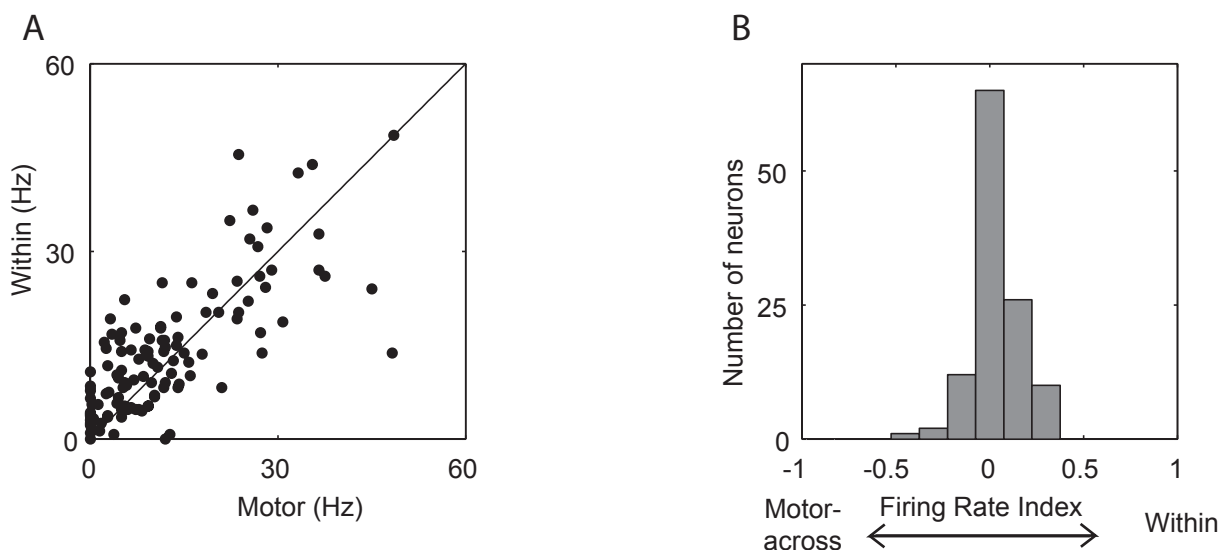 A
60
30
0
Within (Hz)
0
30
60
Motor (Hz)
B
50
25
0
Number of neurons
-1
-0.5
0
0.5
1
Motor-
across
Firing Rate Index
Within